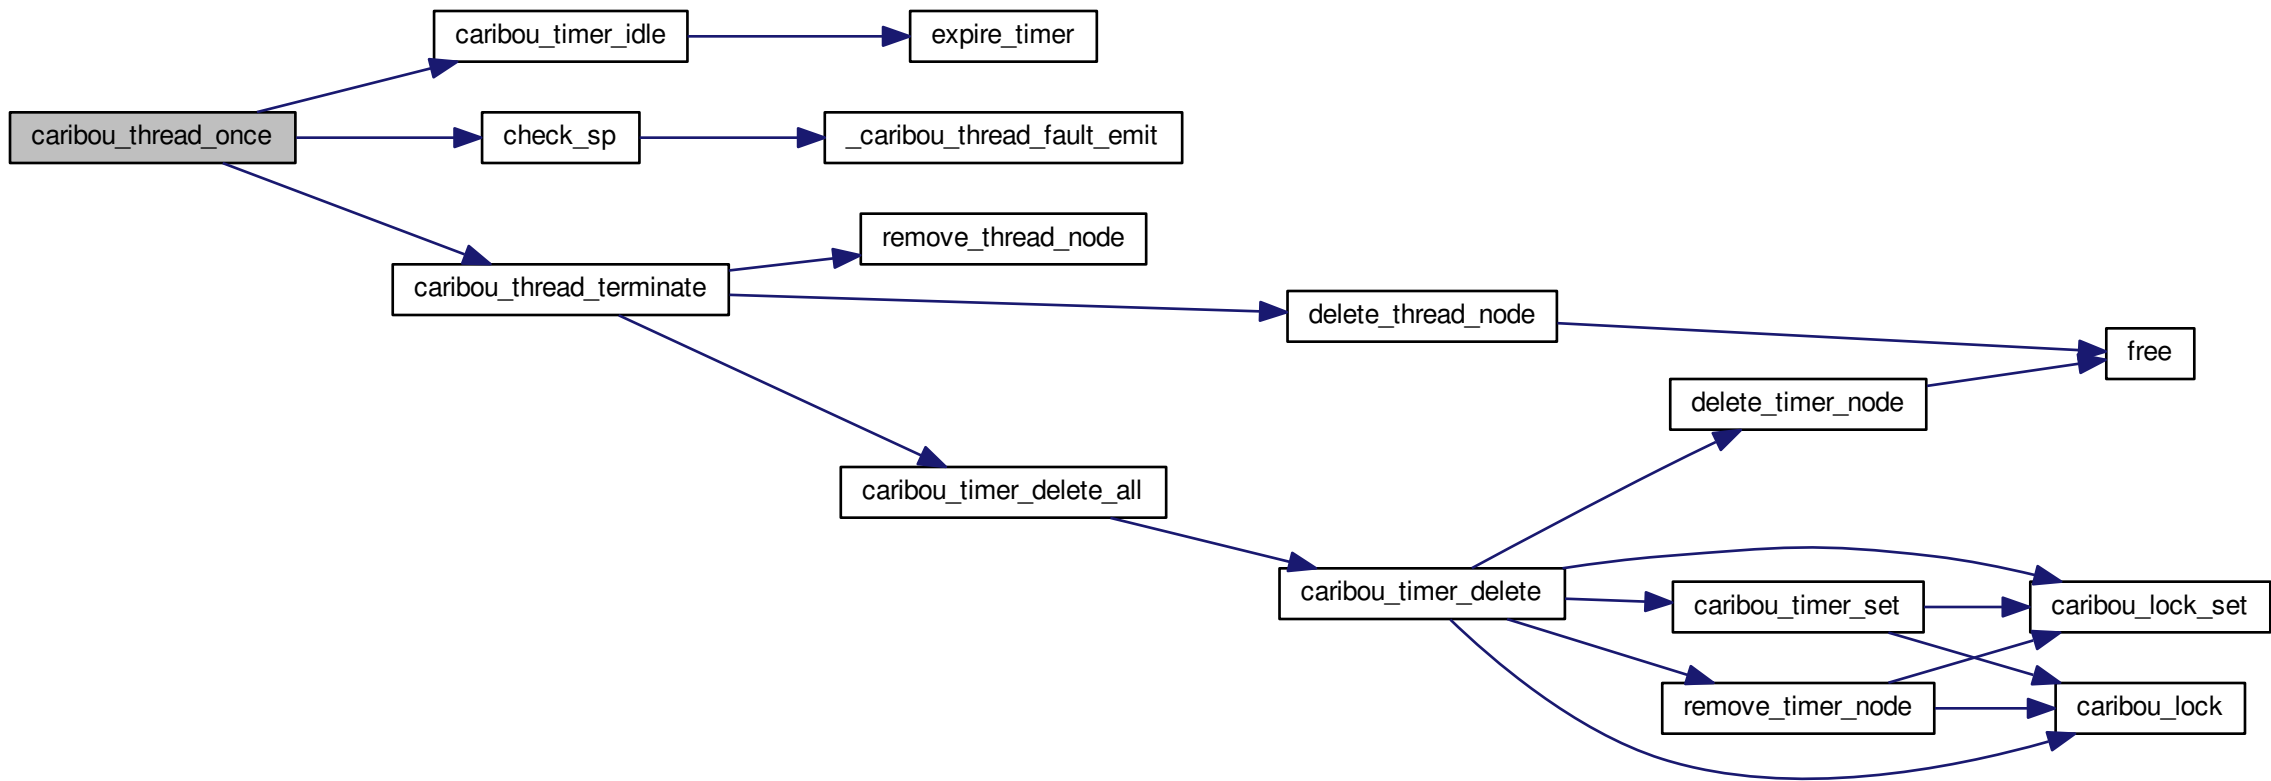 caribou_timer_idle
expire_timer
caribou_thread_once
check_sp
_caribou_thread_fault_emit
remove_thread_node
caribou_thread_terminate
delete_thread_node
free
delete_timer_node
caribou_timer_delete_all
caribou_timer_delete
caribou_timer_set
caribou_lock_set
remove_timer_node
caribou_lock